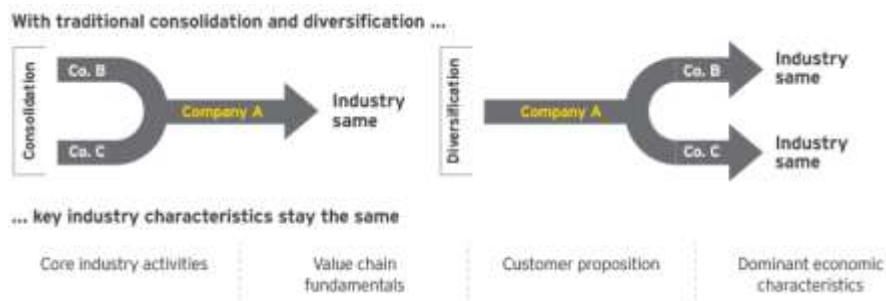 With traditional consolidation and diversification ...
Consolidation
Co. B
Company A
Co. C
Industry
same
Diversification
Company A
Co. B
Co. C
Industry
same
Industry
same
... key industry characteristics stay the same
Core industry activities
Value chain
fundamentals
Customer proposition
Dominant economic
characteristics